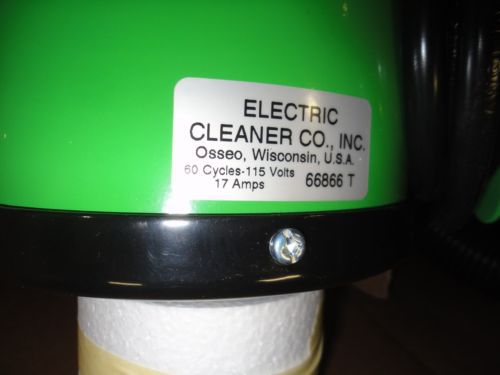 ELECTRIC
CLEANER CO., INC.
Osseo, Wisconsin, U.S.A.
60 Cycles-115 Volts
17 Amps 66866 T